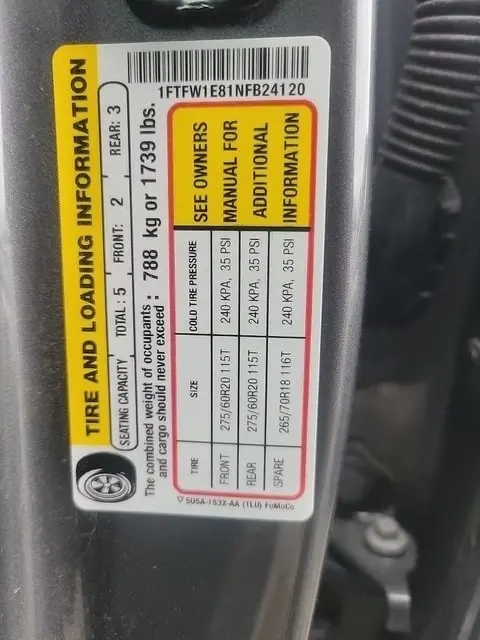 1FTFW1E81NFB24120
TIRE AND LOADING INFORMATION
SEATING CAPACITY TOTAL : 5 FRONT: 2 REAR: 3
The combined weight of occupants
and cargo should never exceed : 788 kg or 1739 lbs.
TIRE SIZE COLD TIRE PRESSURE SEE OWNERS
FRONT 275/60R20 115T 240 KPA, 35 PSI MANUAL FOR
REAR 275/60R20 115T 240 KPA, 35 PSI ADDITIONAL
SPARE 265/70R18 116T 240 KPA, 35 PSI INFORMATION
5U5A-1532-AA (TLU) FoMoCo